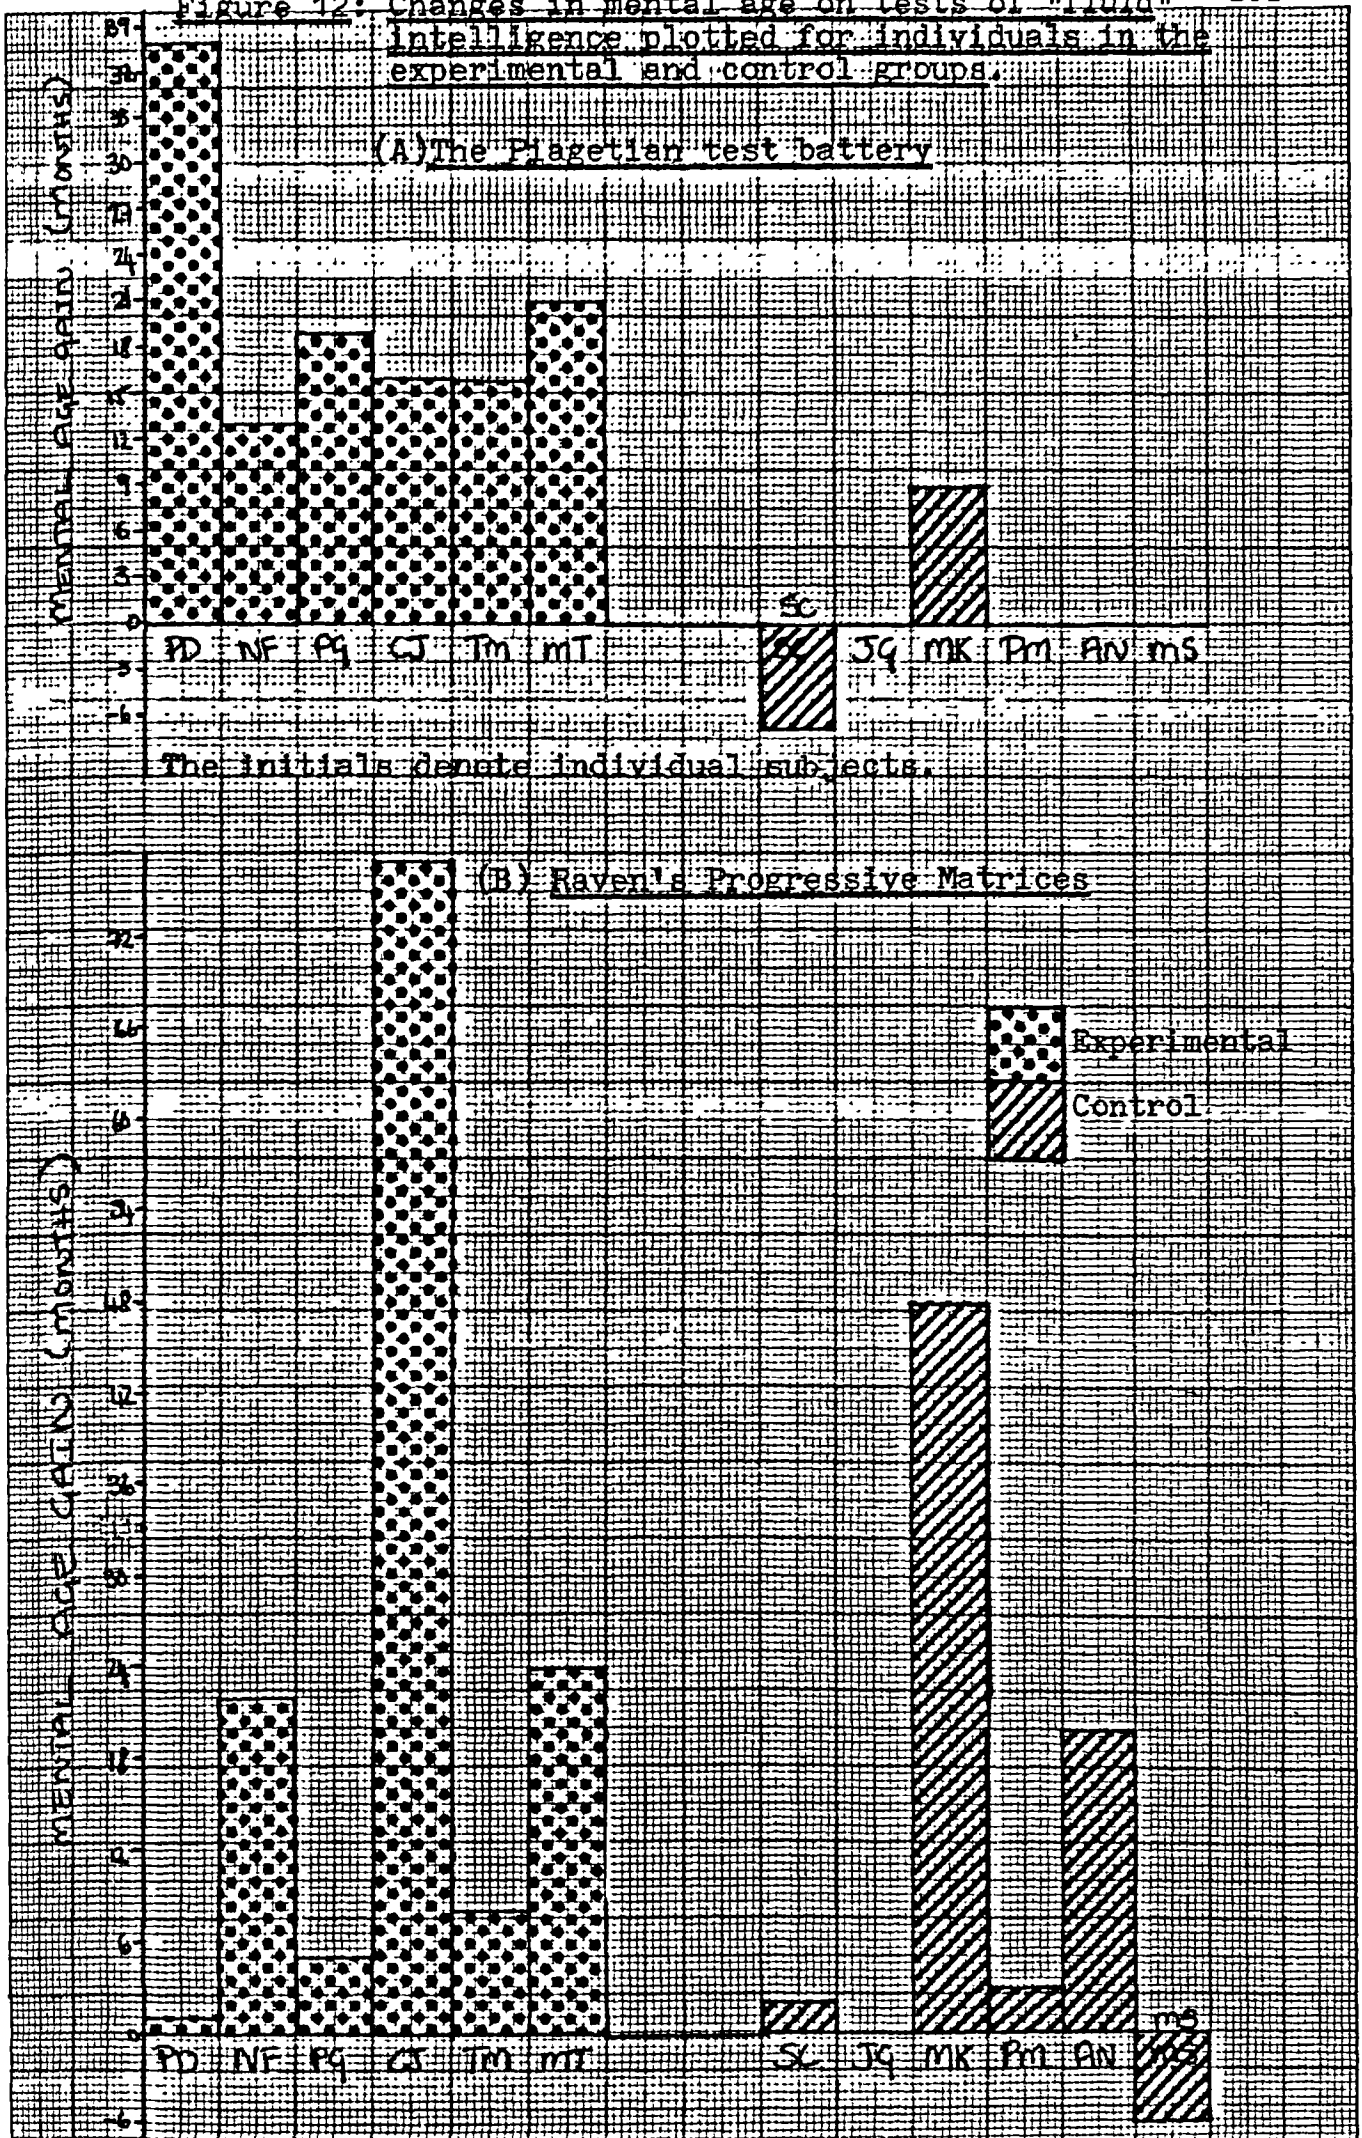 Figure 12: Changes in mental age on tests of "fluid"
intelligence plotted for individuals in the
experimental and control groups.
(A) The Piagetian test battery
MENTAL AGE GAIN (MONTHS)
39
36
33
30
27
24
21
18
15
12
9
6
3
0
-3
-6
SC
PD NF PG CJ TM MT SC JG MK PM AN MS
The initials denote individual subjects.
(B) Raven's Progressive Matrices
Experimental
Control
MENTAL AGE GAIN (MONTHS)
72
66
60
54
48
42
36
30
24
18
12
6
0
-6
MS
PD NF PG CJ TM MT SC JG MK PM AN MS